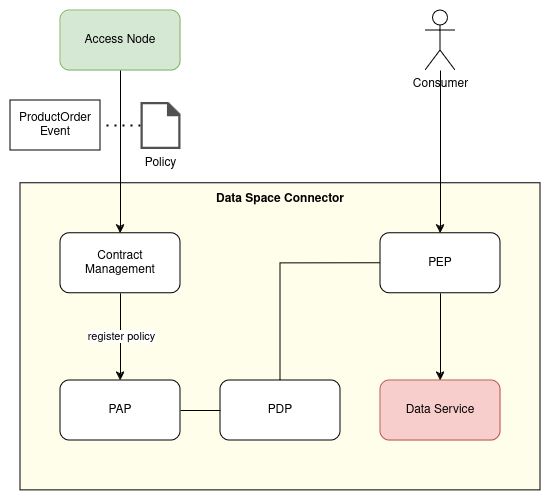 Access Node
Consumer
ProductOrder
Event
Policy
Data Space Connector
Contract
Management
PEP
register policy
PAP
PDP
Data Service